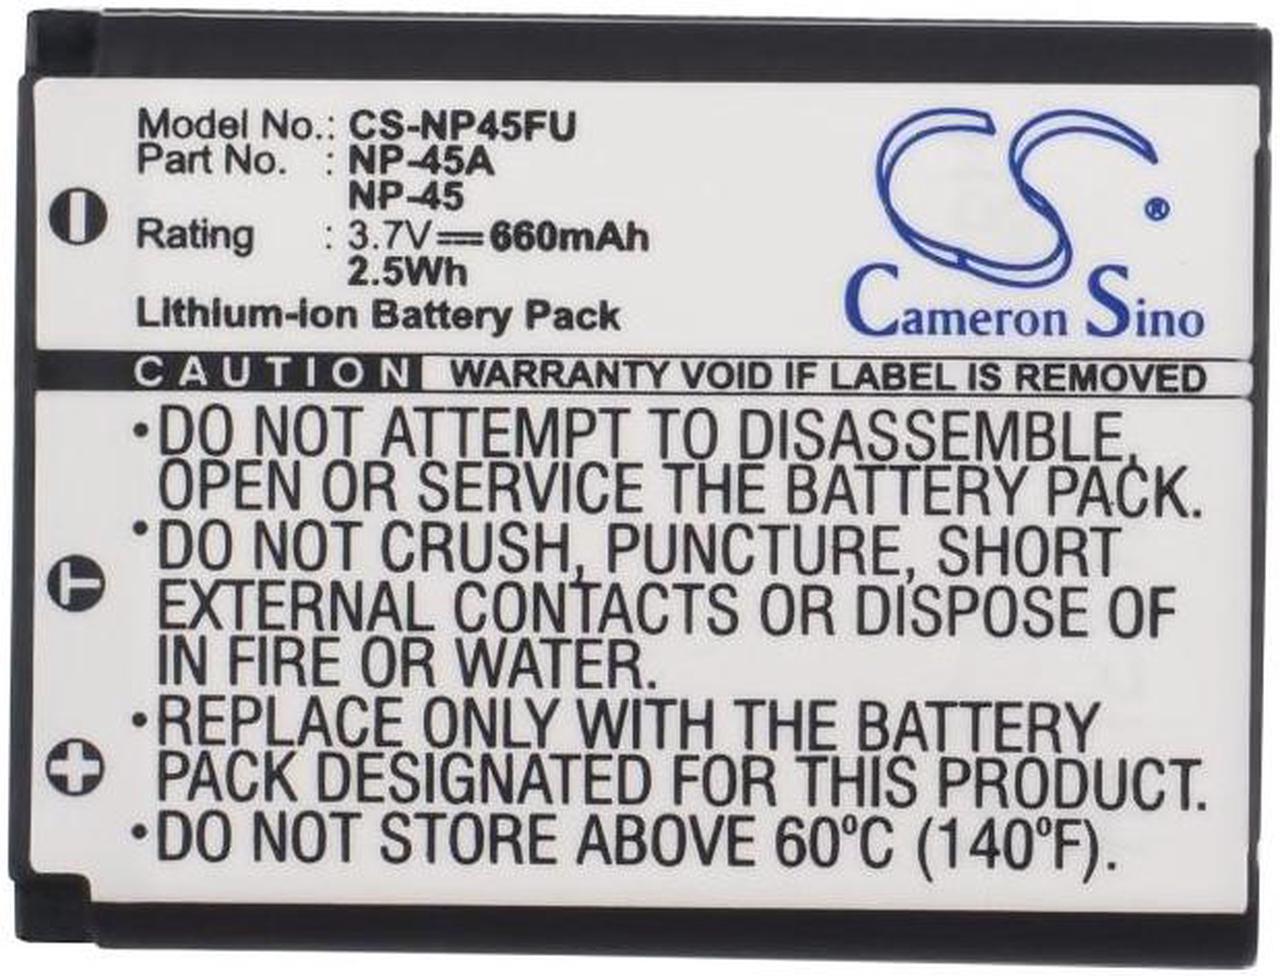 Model No.: CS-NP45FU
Part No. : NP-45A
NP-45
Rating : 3.7V⎓660mAh
2.5Wh
Lithium-ion Battery Pack
CS®
Cameron Sino
CAUTION WARRANTY VOID IF LABEL IS REMOVED
•DO NOT ATTEMPT TO DISASSEMBLE,
OPEN OR SERVICE THE BATTERY PACK.
•DO NOT CRUSH, PUNCTURE, SHORT
EXTERNAL CONTACTS OR DISPOSE OF
IN FIRE OR WATER.
•REPLACE ONLY WITH THE BATTERY
PACK DESIGNATED FOR THIS PRODUCT.
•DO NOT STORE ABOVE 60ºC (140ºF).
T